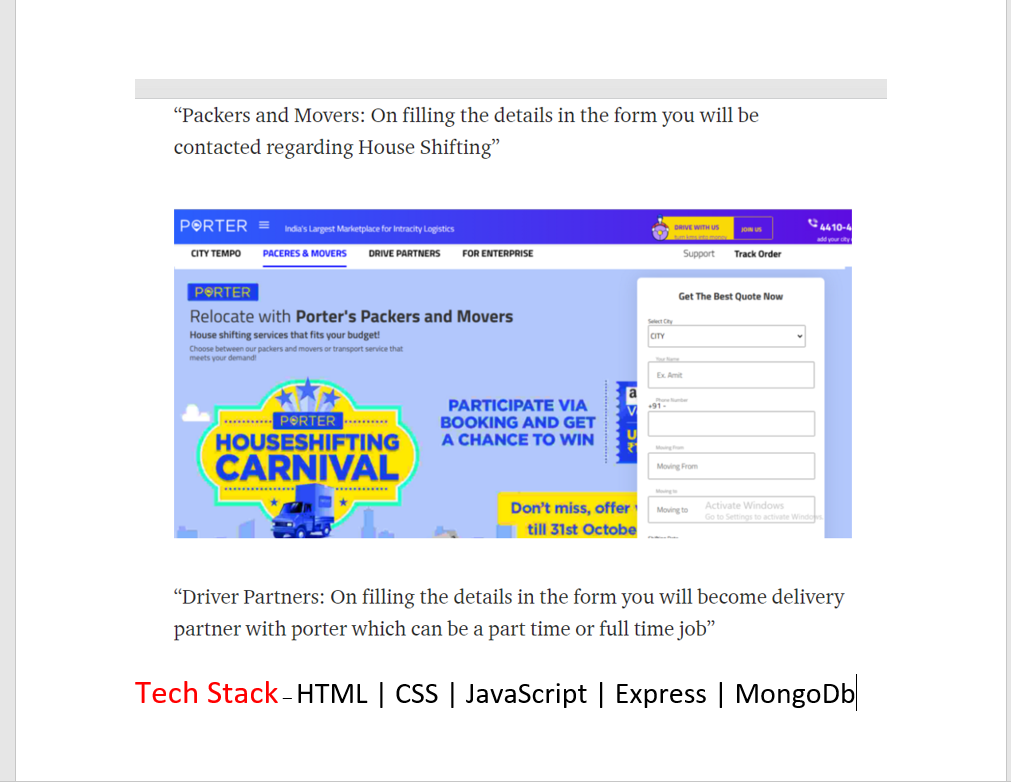 “Packers and Movers: On filling the details in the form you will be
contacted regarding House Shifting”
PORTER
India's Largest Marketplace for Intracity Logistics
DRIVE WITH US
JOIN US
4410-4
add your city
CITY TEMPO
PACERES & MOVERS
DRIVE PARTNERS
FOR ENTERPRISE
Support
Track Order
PORTER
Relocate with Porter's Packers and Movers
House shifting services that fits your budget!
Choose between our packers and movers or transport service that
meets your demand!
PORTER
HOUSESHIFTING
CARNIVAL
PARTICIPATE VIA
BOOKING AND GET
A CHANCE TO WIN
Don't miss, offer
till 31st Octobe
Get The Best Quote Now
Select City
CITY
Your Name
Ex. Amit
Phone Number
+91 -
Moving From
Moving From
Moving to
Moving to
Activate Windows
Go to Settings to activate Windows.
“Driver Partners: On filling the details in the form you will become delivery
partner with porter which can be a part time or full time job”
Tech Stack – HTML | CSS | JavaScript | Express | MongoDb